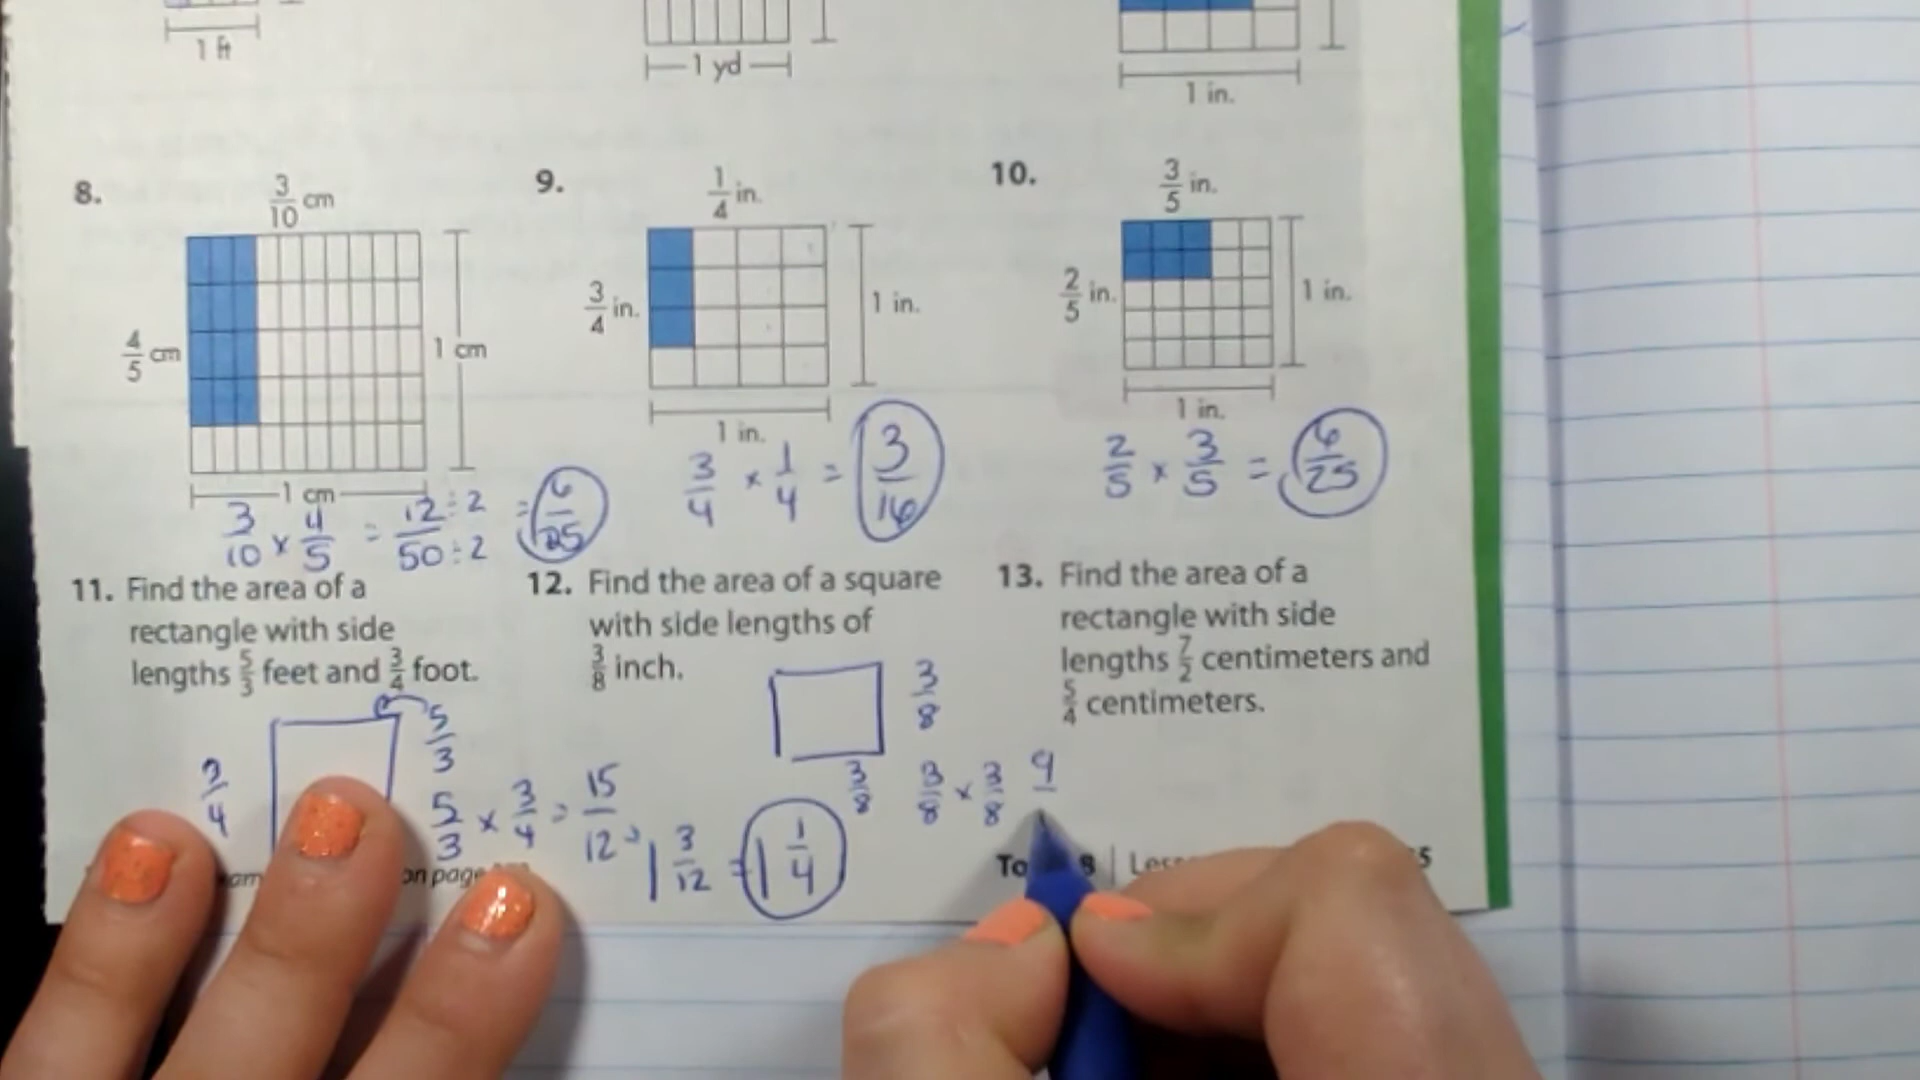 1 ft
1 yd
1 in.
8.
3/10 cm
4/5 cm
1 cm
1 cm
3/10 × 4/5 = 12÷2/50÷2 = 6/25
9.
1/4 in.
3/4 in.
1 in.
1 in.
3/4 × 1/4 = 3/16
10.
3/5 in.
2/5 in.
1 in.
1 in.
2/5 × 3/5 = 6/25
11. Find the area of a
rectangle with side
lengths 5/3 feet and 3/4 foot.
3/4
5/3
5/3 × 3/4 = 15/12 = 1 3/12 = 1 1/4
12. Find the area of a square
with side lengths of
3/8 inch.
3/8
3/8
3/8 × 3/8 9
13. Find the area of a
rectangle with side
lengths 7/2 centimeters and
5/4 centimeters.
on page
8